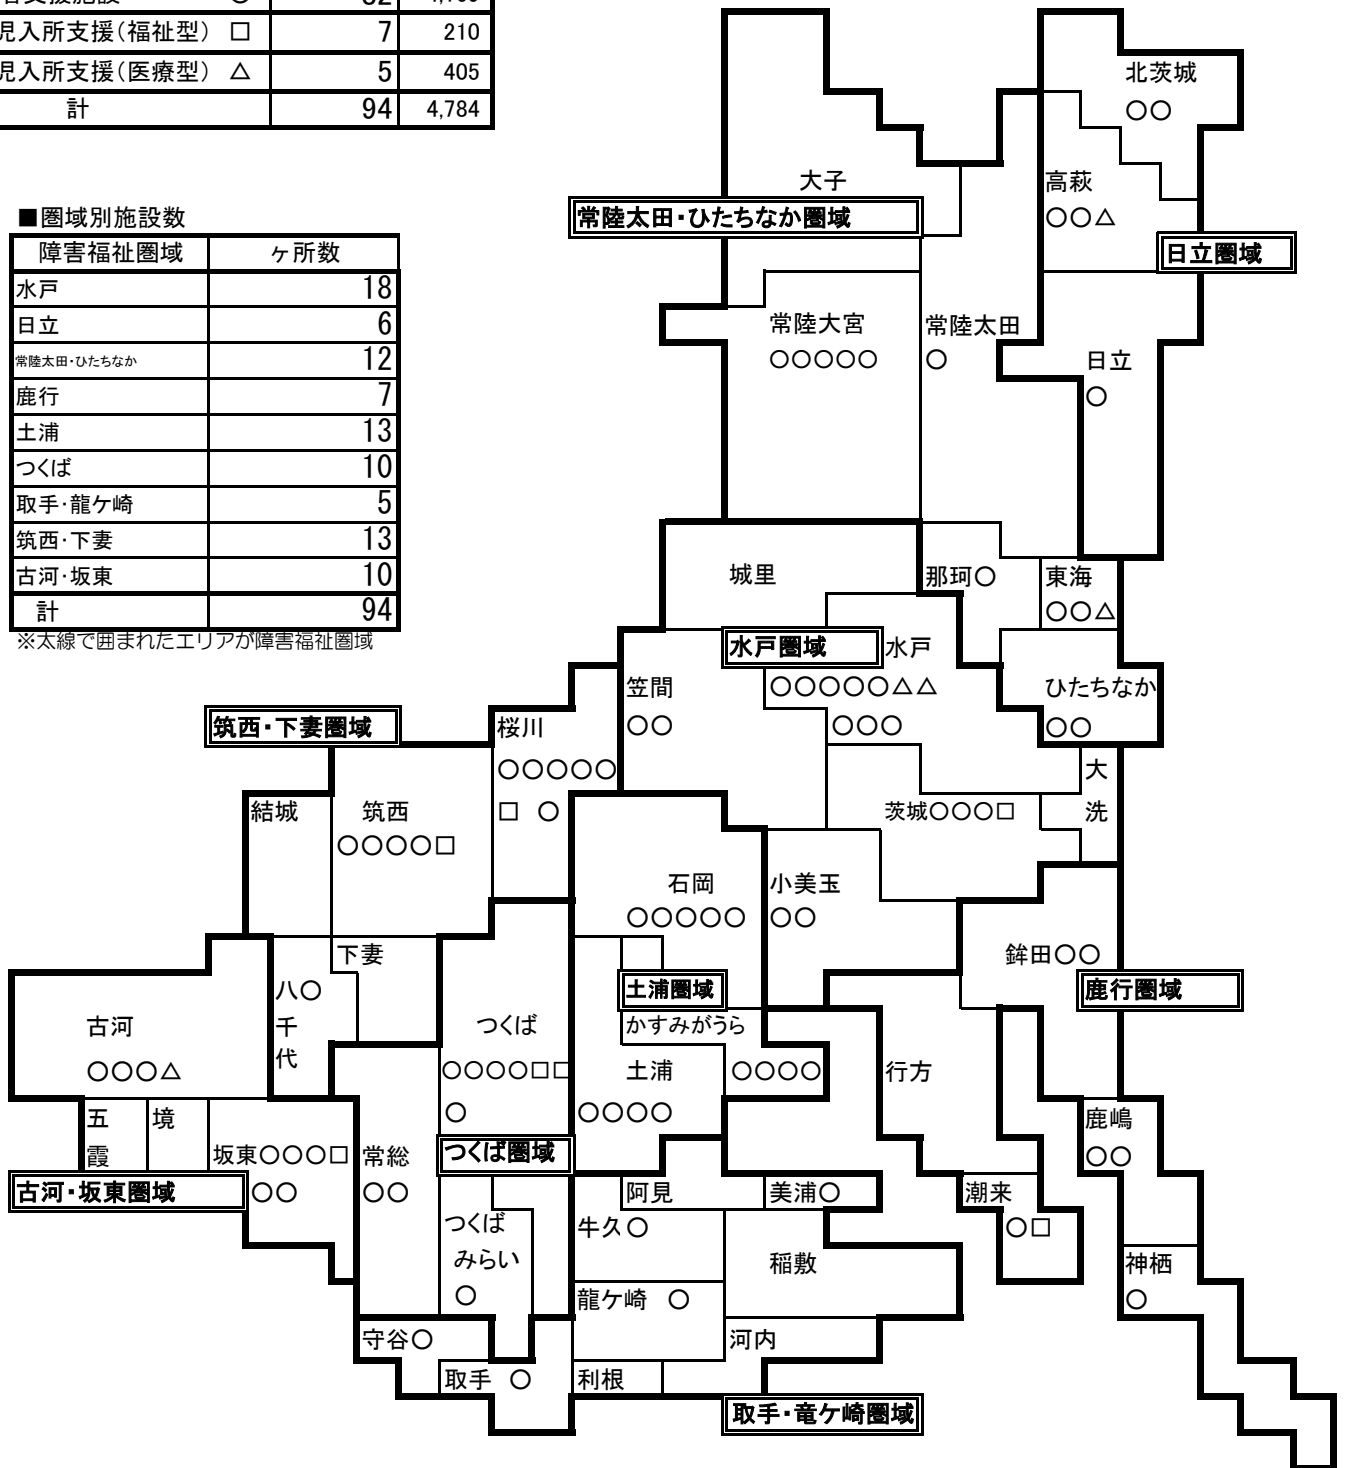 児入所支援(福祉型) □ 7 210
児入所支援(医療型) △ 5 405
計 94 4,784
■圏域別施設数
障害福祉圏域 ヶ所数
水戸 18
日立 6
常陸太田・ひたちなか 12
鹿行 7
土浦 13
つくば 10
取手・龍ケ崎 5
筑西・下妻 13
古河・坂東 10
計 94
※太線で囲まれたエリアが障害福祉圏域
北茨城
○○
大子
高萩
○○△
常陸太田・ひたちなか圏域
日立圏域
常陸大宮
○○○○○
常陸太田
○
日立
○
城里
那珂○
東海
○○△
水戸圏域
水戸
○○○○○△△
○○○
笠間
○○
ひたちなか
○○
筑西・下妻圏域
桜川
○○○○○
□ ○
大
洗
結城
筑西
○○○○□
茨城○○○□
石岡
○○○○○
小美玉
○○
下妻
鉾田○○
八○
千
代
土浦圏域
鹿行圏域
古河
○○○△
つくば
○○○○□□
○
かすみがうら
○○○○
土浦
○○○○
行方
五
霞
境
坂東○○○□
○○
常総
○○
つくば圏域
鹿嶋
○○
古河・坂東圏域
阿見
美浦○
潮来
○□
つくば
みらい
○
牛久○
稲敷
神栖
○
龍ケ崎 ○
守谷○
河内
取手 ○
利根
取手・竜ケ崎圏域